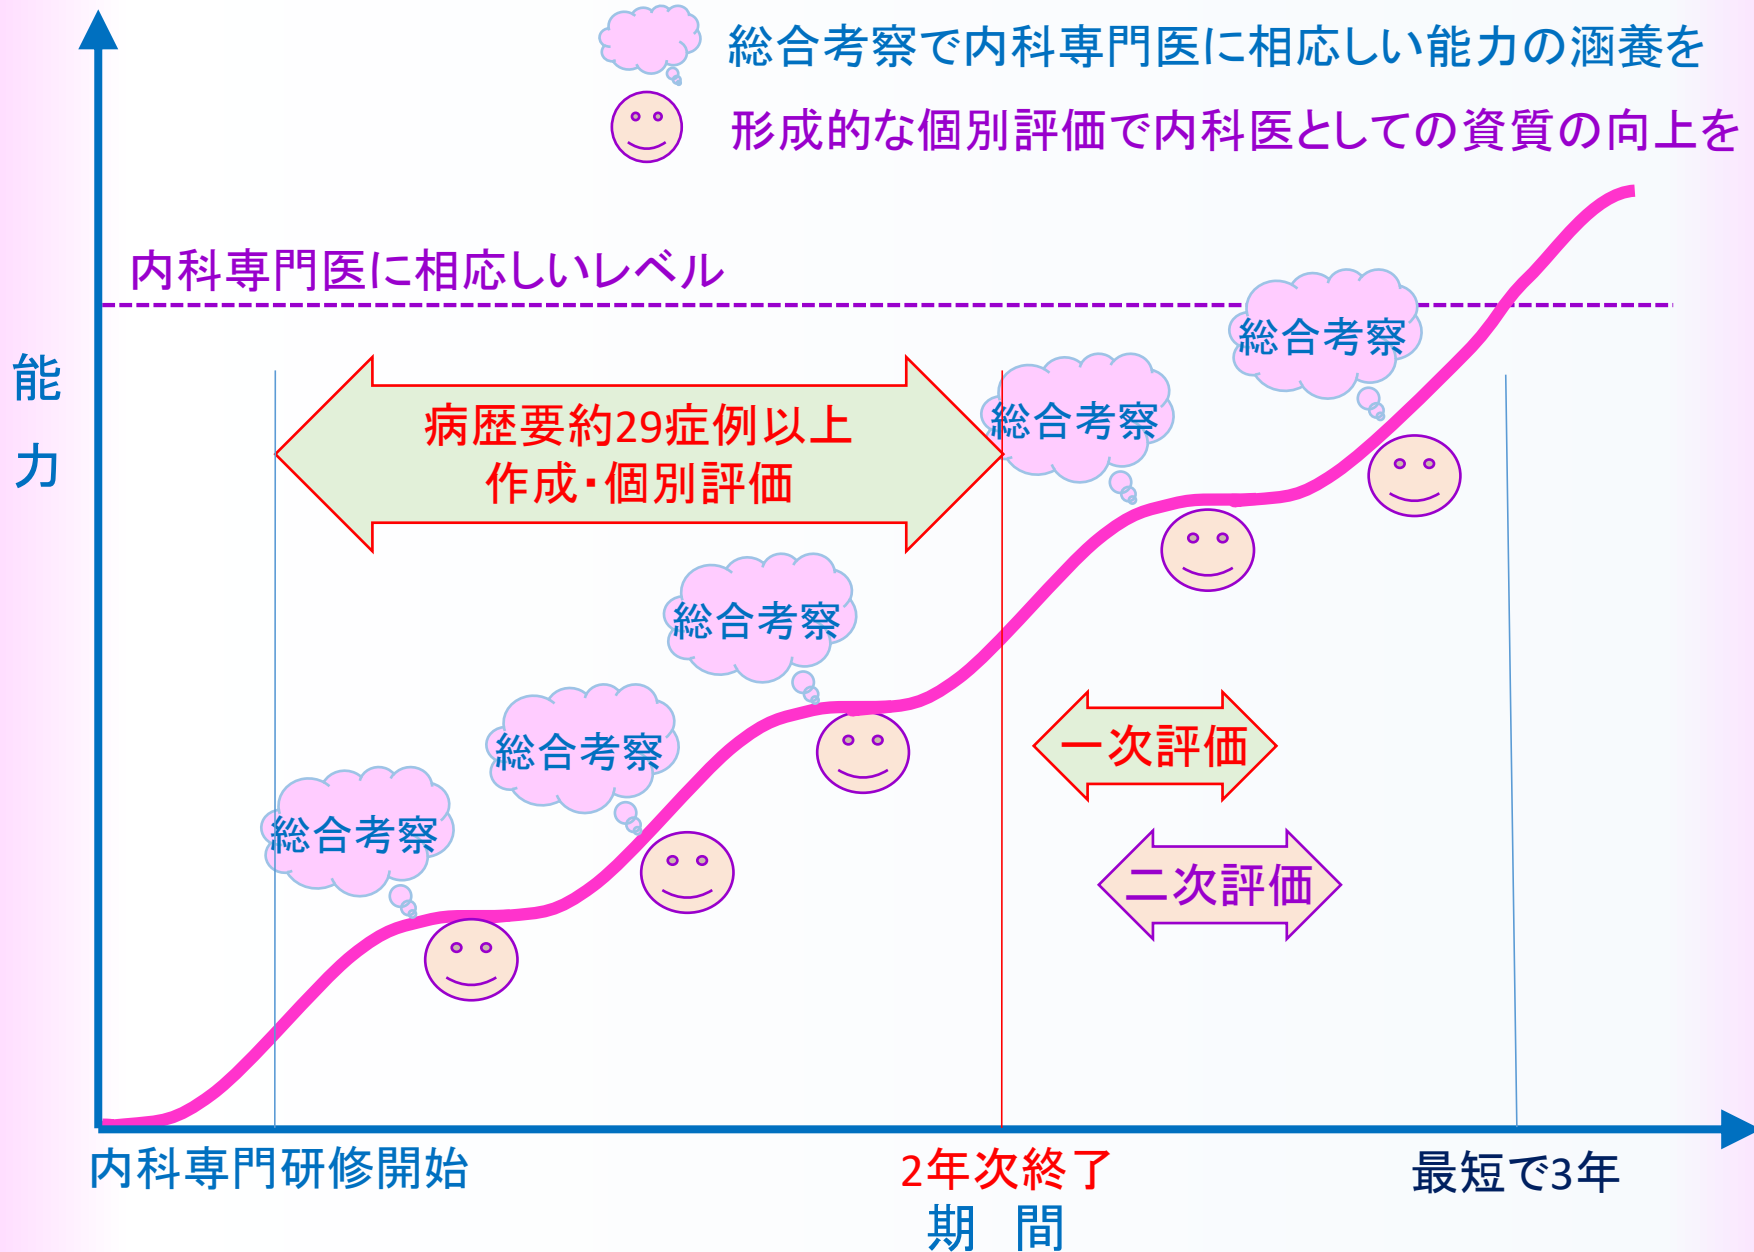 総合考察で内科専門医に相応しい能力の涵養を
形成的な個別評価で内科医としての資質の向上を
内科専門医に相応しいレベル
能力
病歴要約29症例以上
作成・個別評価
総合考察
総合考察
総合考察
総合考察
総合考察
一次評価
二次評価
内科専門研修開始
2年次終了
最短で3年
期 間